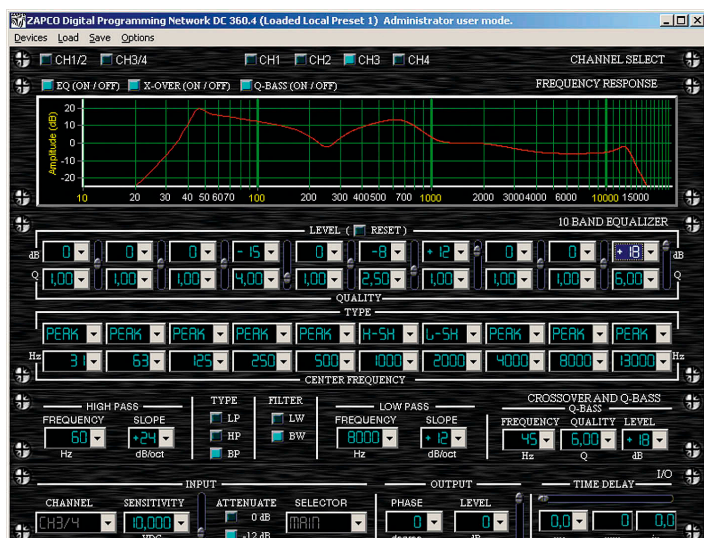 ZAPCO Digital Programming Network DC 360.4 (Loaded Local Preset 1) Administrator user mode.
Devices Load Save Options
CH1/2 CH3/4 CH1 CH2 CH3 CH4 CHANNEL SELECT
EQ (ON / OFF) X-OVER (ON / OFF) Q-BASS (ON / OFF) FREQUENCY RESPONSE
Amplitude (dB)
20
10
0
-10
-20
10 20 30 40 50 60 70 100 200 300 400 500 700 1000 2000 3000 4000 6000 10000 15000
10 BAND EQUALIZER
LEVEL ( RESET )
dB 0 0 0 - 15 0 -8 + 12 0 0 + 18 dB
Q 1,00 1,00 1,00 4,00 1,00 2,50 1,00 1,00 1,00 6,00 Q
QUALITY
TYPE
PEAK PEAK PEAK PEAK PEAK H-SH L-SH PEAK PEAK PEAK
Hz 31 63 125 250 500 1000 2000 4000 8000 13000 Hz
CENTER FREQUENCY
CROSSOVER AND Q-BASS
HIGH PASS TYPE FILTER LOW PASS Q-BASS
FREQUENCY SLOPE LP LW FREQUENCY SLOPE FREQUENCY QUALITY LEVEL
60 +24 HP BW 8000 + 12 45 6,00 + 18
Hz dB/oct BP Hz dB/oct Hz Q dB
I/O
INPUT OUTPUT TIME DELAY
CHANNEL SENSITIVITY ATTENUATE SELECTOR PHASE LEVEL
CH3/4 10,000 0 dB MAIN 0 0 0,0 0 0,0
VDC -12 dB degree dB